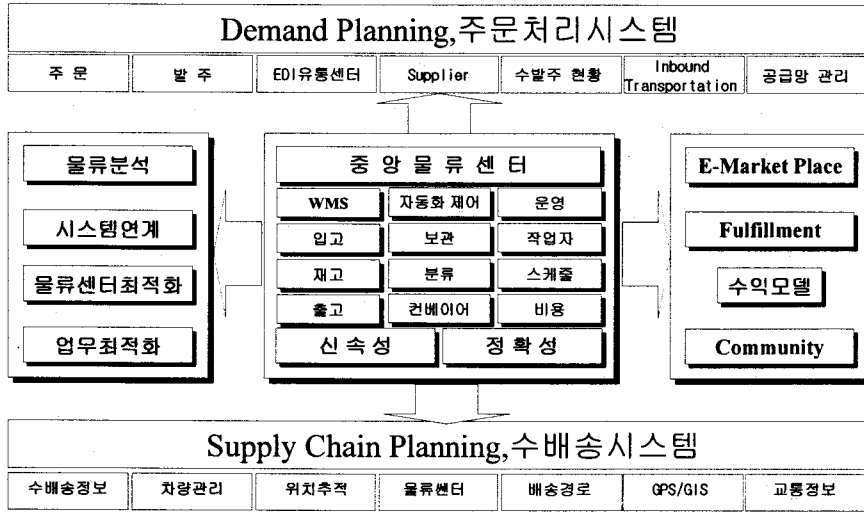 Demand Planning,주문처리시스템
주 문
발 주
EDI유통센터
Supplier
수발주 현황
Inbound
Transportation
공급망 관리
물류분석
시스템연계
물류센터최적화
업무최적화
중 앙 물 류 센 터
WMS
자동화 제어
운영
입고
보관
작업자
재고
분류
스케줄
출고
컨베이어
비용
신 속 성
정 확 성
E-Market Place
Fulfillment
수익모델
Community
Supply Chain Planning,수배송시스템
수배송정보
차량관리
위치추적
물류쎈터
배송경로
GPS/GIS
교통정보